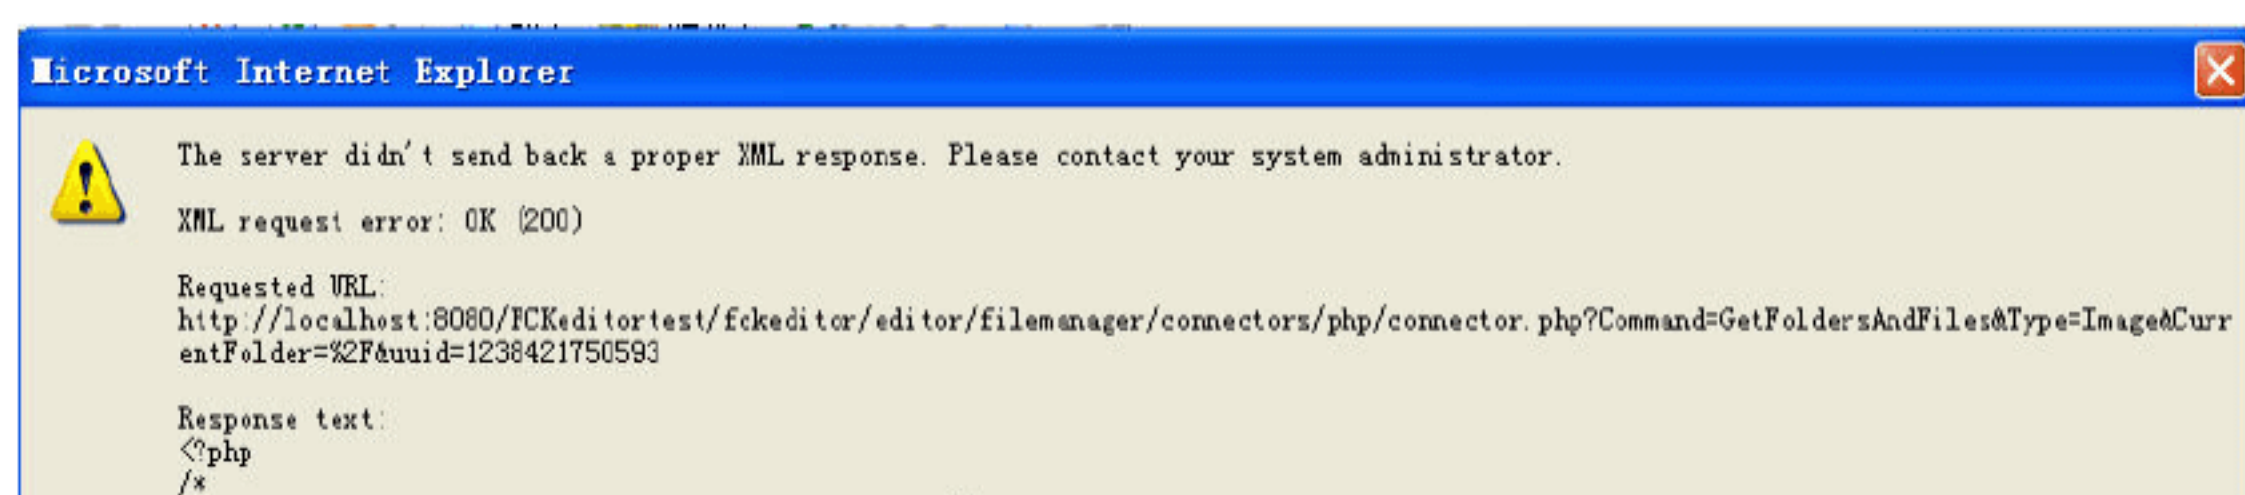 Microsoft Internet Explorer
The server didn't send back a proper XML response. Please contact your system administrator.
XML request error: OK (200)
Requested URL:
http://localhost:8080/FCKeditortest/fckeditor/editor/filemanager/connectors/php/connector.php?Command=GetFoldersAndFiles&Type=Image&Curr
entFolder=%2F&uuid=1238421750593
Response text:
<?php
/*